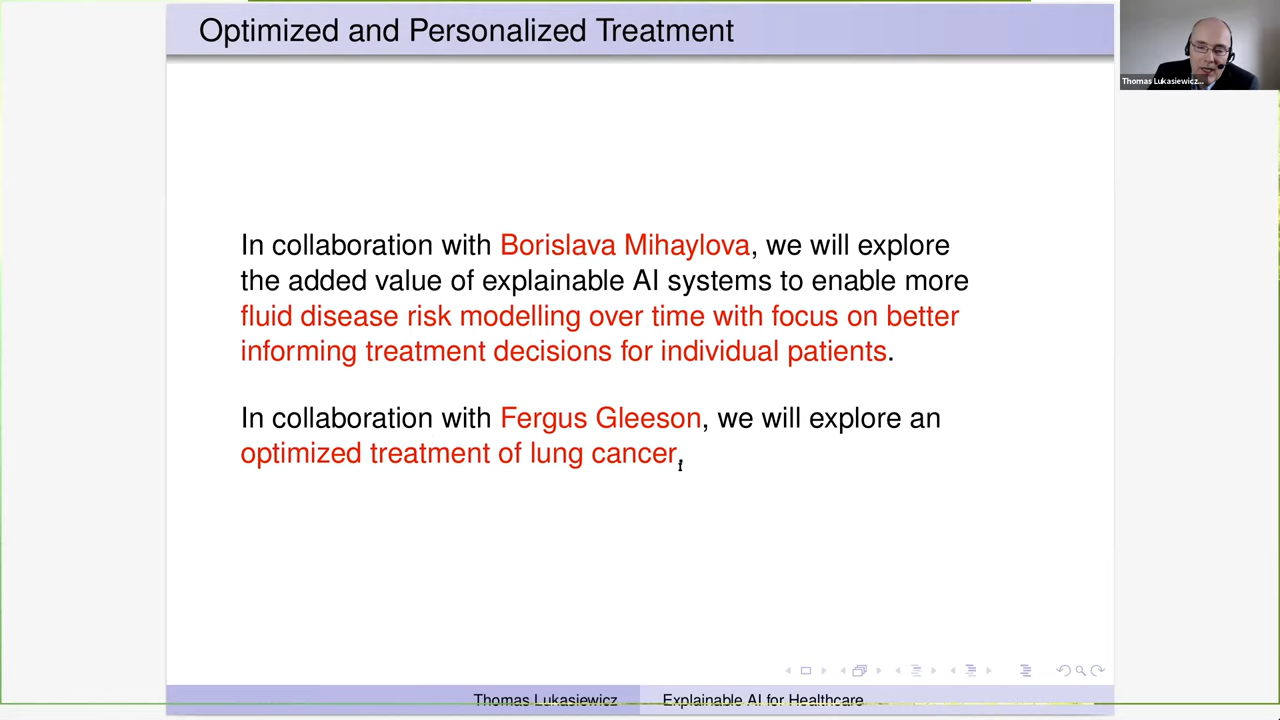 Optimized and Personalized Treatment
Thomas Lukasiewicz...
In collaboration with Borislava Mihaylova, we will explore
the added value of explainable AI systems to enable more
fluid disease risk modelling over time with focus on better
informing treatment decisions for individual patients.
In collaboration with Fergus Gleeson, we will explore an
optimized treatment of lung cancer.
Thomas Lukasiewicz
Explainable AI for Healthcare